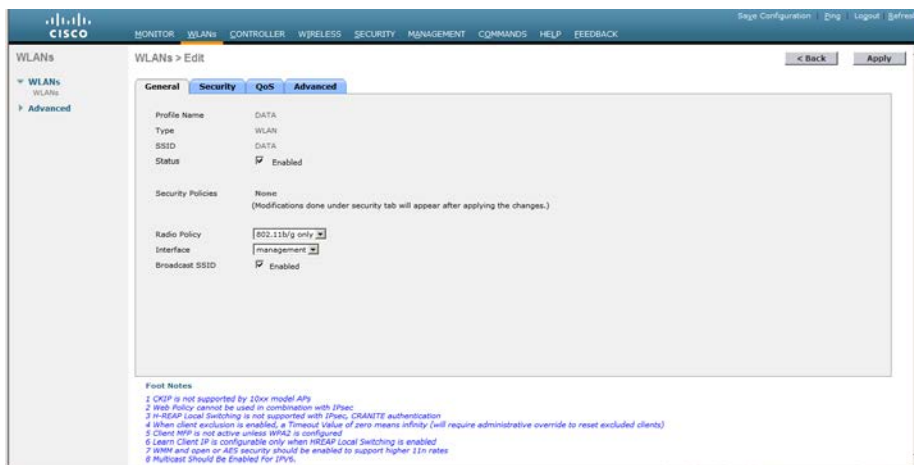 Save Configuration Ping Logout Refresh
CISCO
MONITOR WLANs CONTROLLER WIRELESS SECURITY MANAGEMENT COMMANDS HELP FEEDBACK
WLANs
WLANs > Edit
< Back Apply
WLANs
WLANs
Advanced
General Security QoS Advanced
Profile Name DATA
Type WLAN
SSID DATA
Status Enabled
Security Policies None
(Modifications done under security tab will appear after applying the changes.)
Radio Policy 802.11b/g only
Interface management
Broadcast SSID Enabled
Foot Notes
1 CKIP is not supported by 10xx model APs
2 Web Policy cannot be used in combination with IPsec
3 H-REAP Local Switching is not supported with IPsec, CRANITE authentication
4 When client exclusion is enabled, a Timeout Value of zero means infinity (will require administrative override to reset excluded clients)
5 Client MFP is not active unless WPA2 is configured
6 Learn Client IP is configurable only when HREAP Local Switching is enabled
7 WMM and open or AES security should be enabled to support higher 11n rates
8 Multicast Should Be Enabled For IPV6.